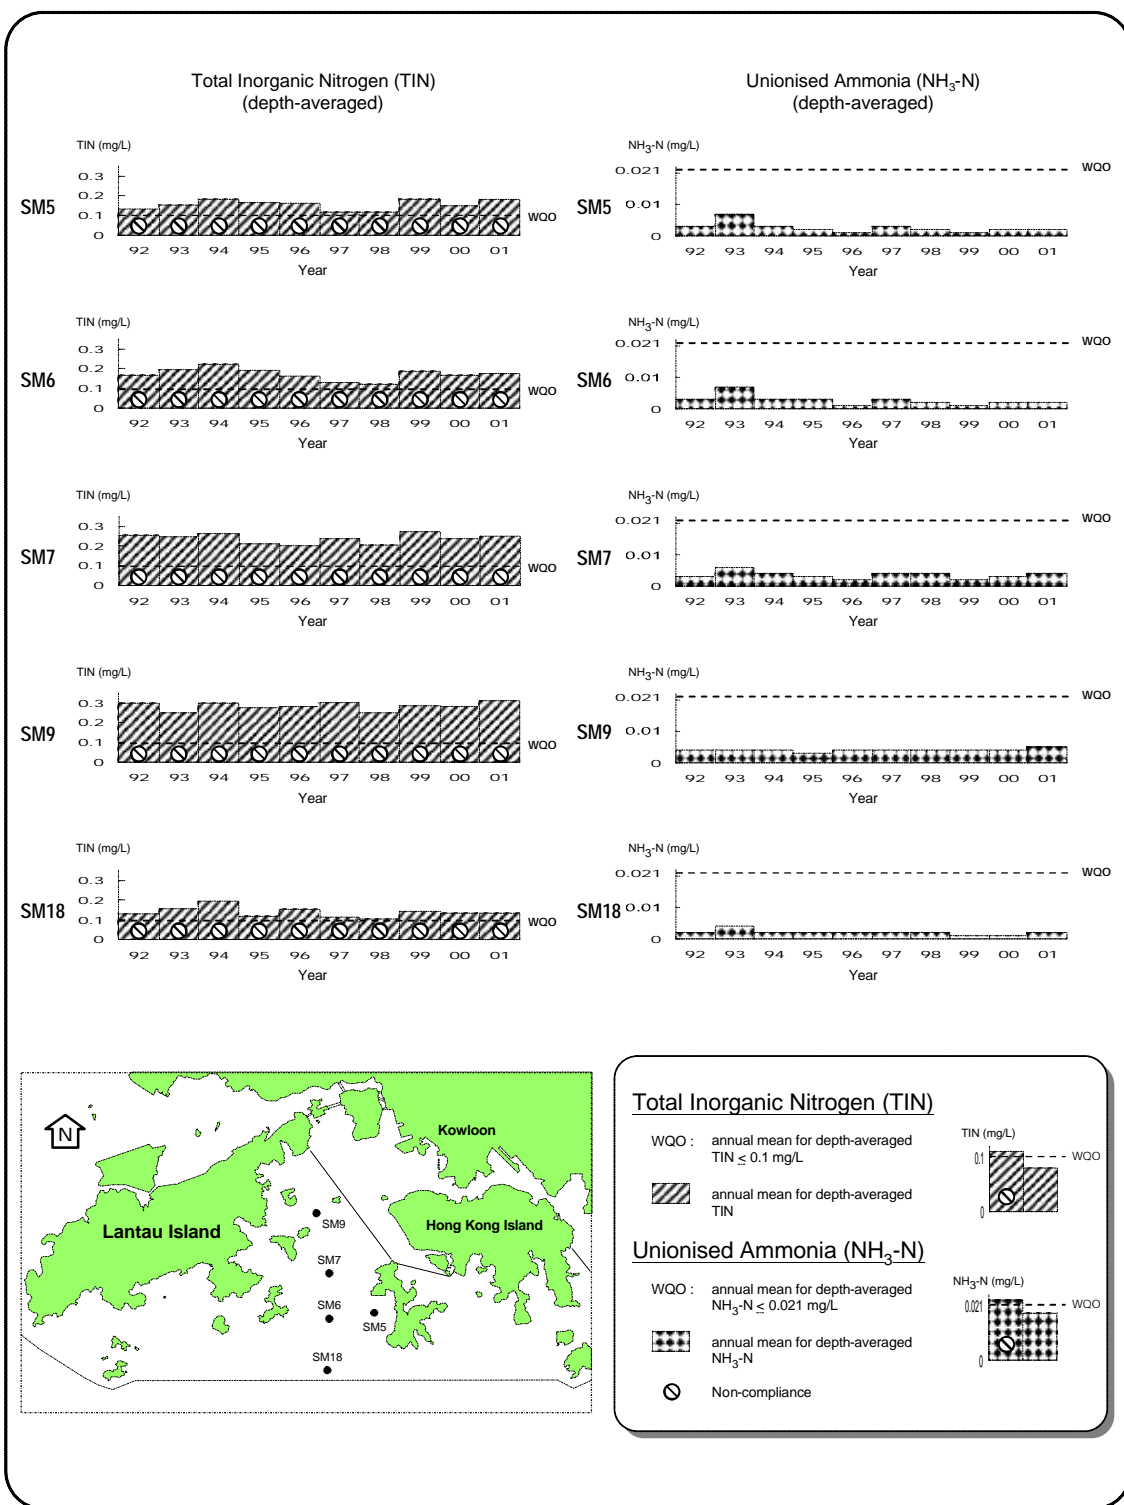 Total Inorganic Nitrogen (TIN)
(depth-averaged)
Unionised Ammonia (NH3-N)
(depth-averaged)
TIN (mg/L)
0.3
0.2
0.1
0
SM5
WQO
92 93 94 95 96 97 98 99 00 01
Year
NH3-N (mg/L)
0.021
0.01
0
SM5
WQO
92 93 94 95 96 97 98 99 00 01
Year
TIN (mg/L)
0.3
0.2
0.1
0
SM6
WQO
92 93 94 95 96 97 98 99 00 01
Year
NH3-N (mg/L)
0.021
0.01
0
SM6
WQO
92 93 94 95 96 97 98 99 00 01
Year
TIN (mg/L)
0.3
0.2
0.1
0
SM7
WQO
92 93 94 95 96 97 98 99 00 01
Year
NH3-N (mg/L)
0.021
0.01
0
SM7
WQO
92 93 94 95 96 97 98 99 00 01
Year
TIN (mg/L)
0.3
0.2
0.1
0
SM9
WQO
92 93 94 95 96 97 98 99 00 01
Year
NH3-N (mg/L)
0.021
0.01
0
SM9
WQO
92 93 94 95 96 97 98 99 00 01
Year
TIN (mg/L)
0.3
0.2
0.1
0
SM18
WQO
92 93 94 95 96 97 98 99 00 01
Year
NH3-N (mg/L)
0.021
0.01
0
SM18
WQO
92 93 94 95 96 97 98 99 00 01
Year
N
Kowloon
Lantau Island
Hong Kong Island
SM9
SM7
SM6
SM5
SM18
Total Inorganic Nitrogen (TIN)
WQO : annual mean for depth-averaged
TIN ≤ 0.1 mg/L
annual mean for depth-averaged
TIN
TIN (mg/L)
0.1
WQO
0
Unionised Ammonia (NH3-N)
WQO : annual mean for depth-averaged
NH3-N ≤ 0.021 mg/L
annual mean for depth-averaged
NH3-N
Non-compliance
NH3-N (mg/L)
0.021
WQO
0